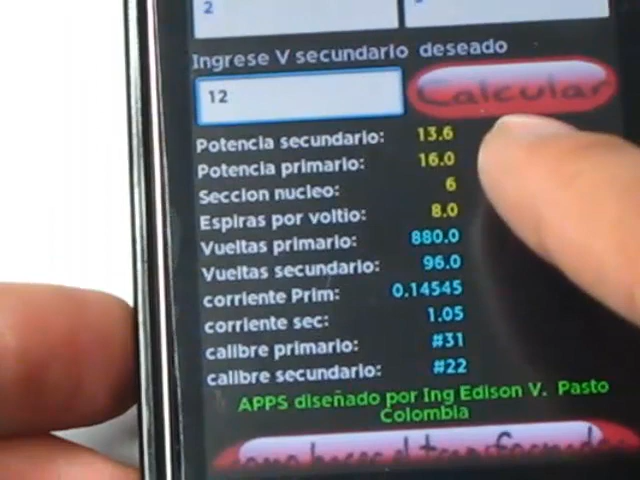 2
Ingrese V secundario deseado
12
Calcular
Potencia secundario: 13.6
Potencia primario: 16.0
Seccion nucleo: 6
Espiras por voltio: 8.0
Vueltas primario: 880.0
Vueltas secundario: 96.0
corriente Prim: 0.14545
corriente sec: 1.05
calibre primario: #31
calibre secundario: #22
APPS diseñado por Ing Edison V. Pasto
Colombia